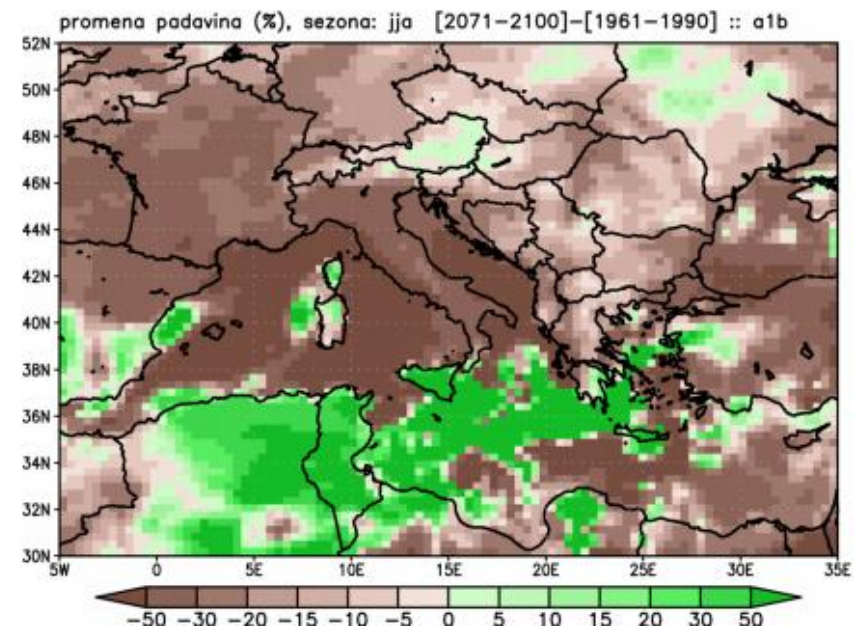 promena padavina (%), sezona: jja [2071-2100]-[1961-1990] :: a1b
52N
50N
48N
46N
44N
42N
40N
38N
36N
34N
32N
30N
5W 0 5E 10E 15E 20E 25E 30E 35E
-50 -30 -20 -15 -10 -5 0 5 10 15 20 30 50